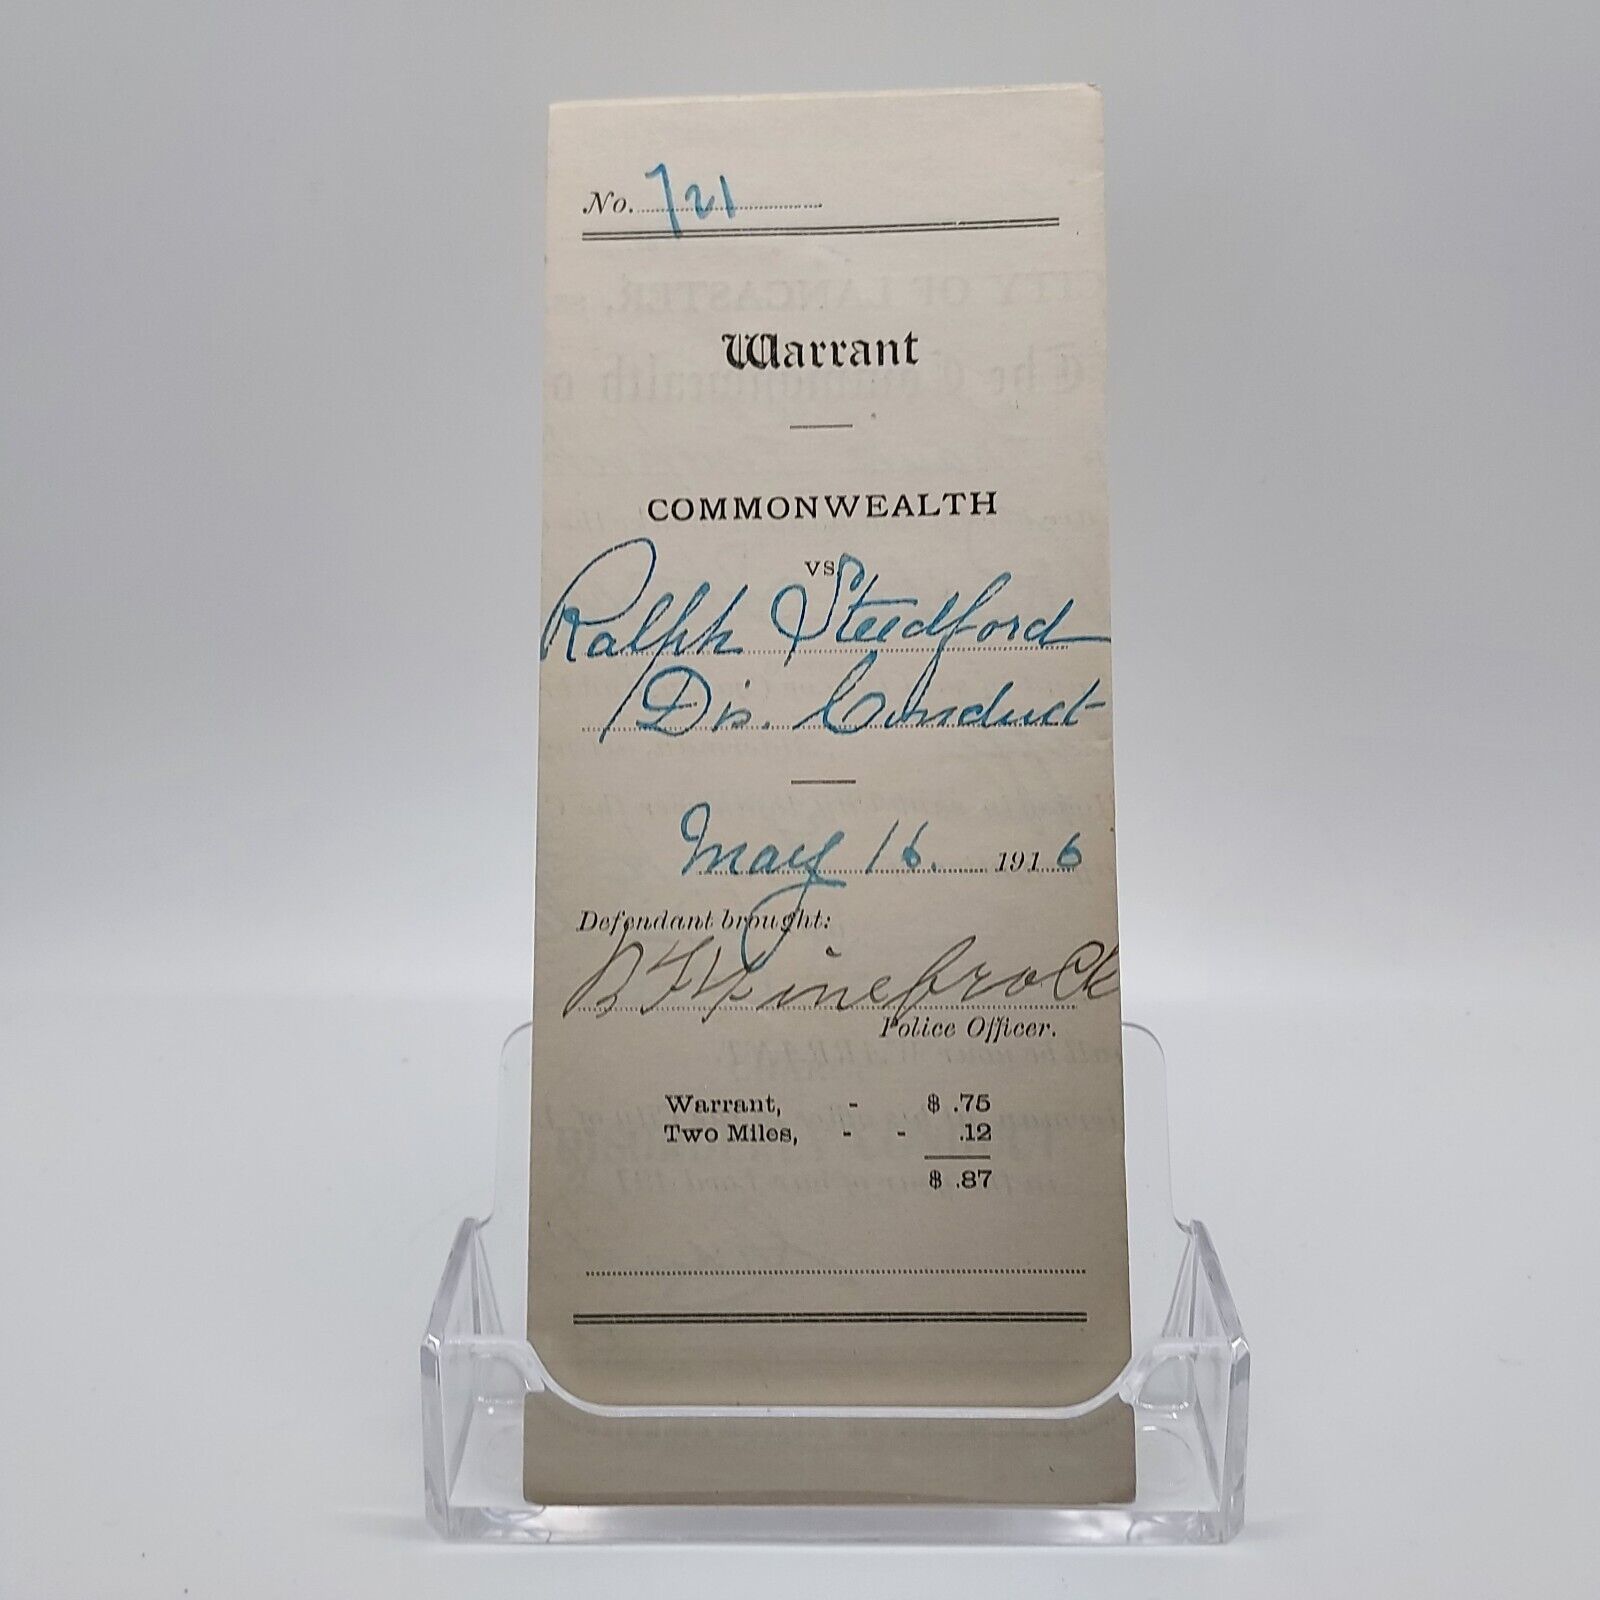 No. 721
Warrant
COMMONWEALTH
vs.
Ralph Steedford
Dis. Conduct
May 16. 1916
Defendant brought:
Police Officer.
Warrant, - $ .75
Two Miles, - - .12
$ .87